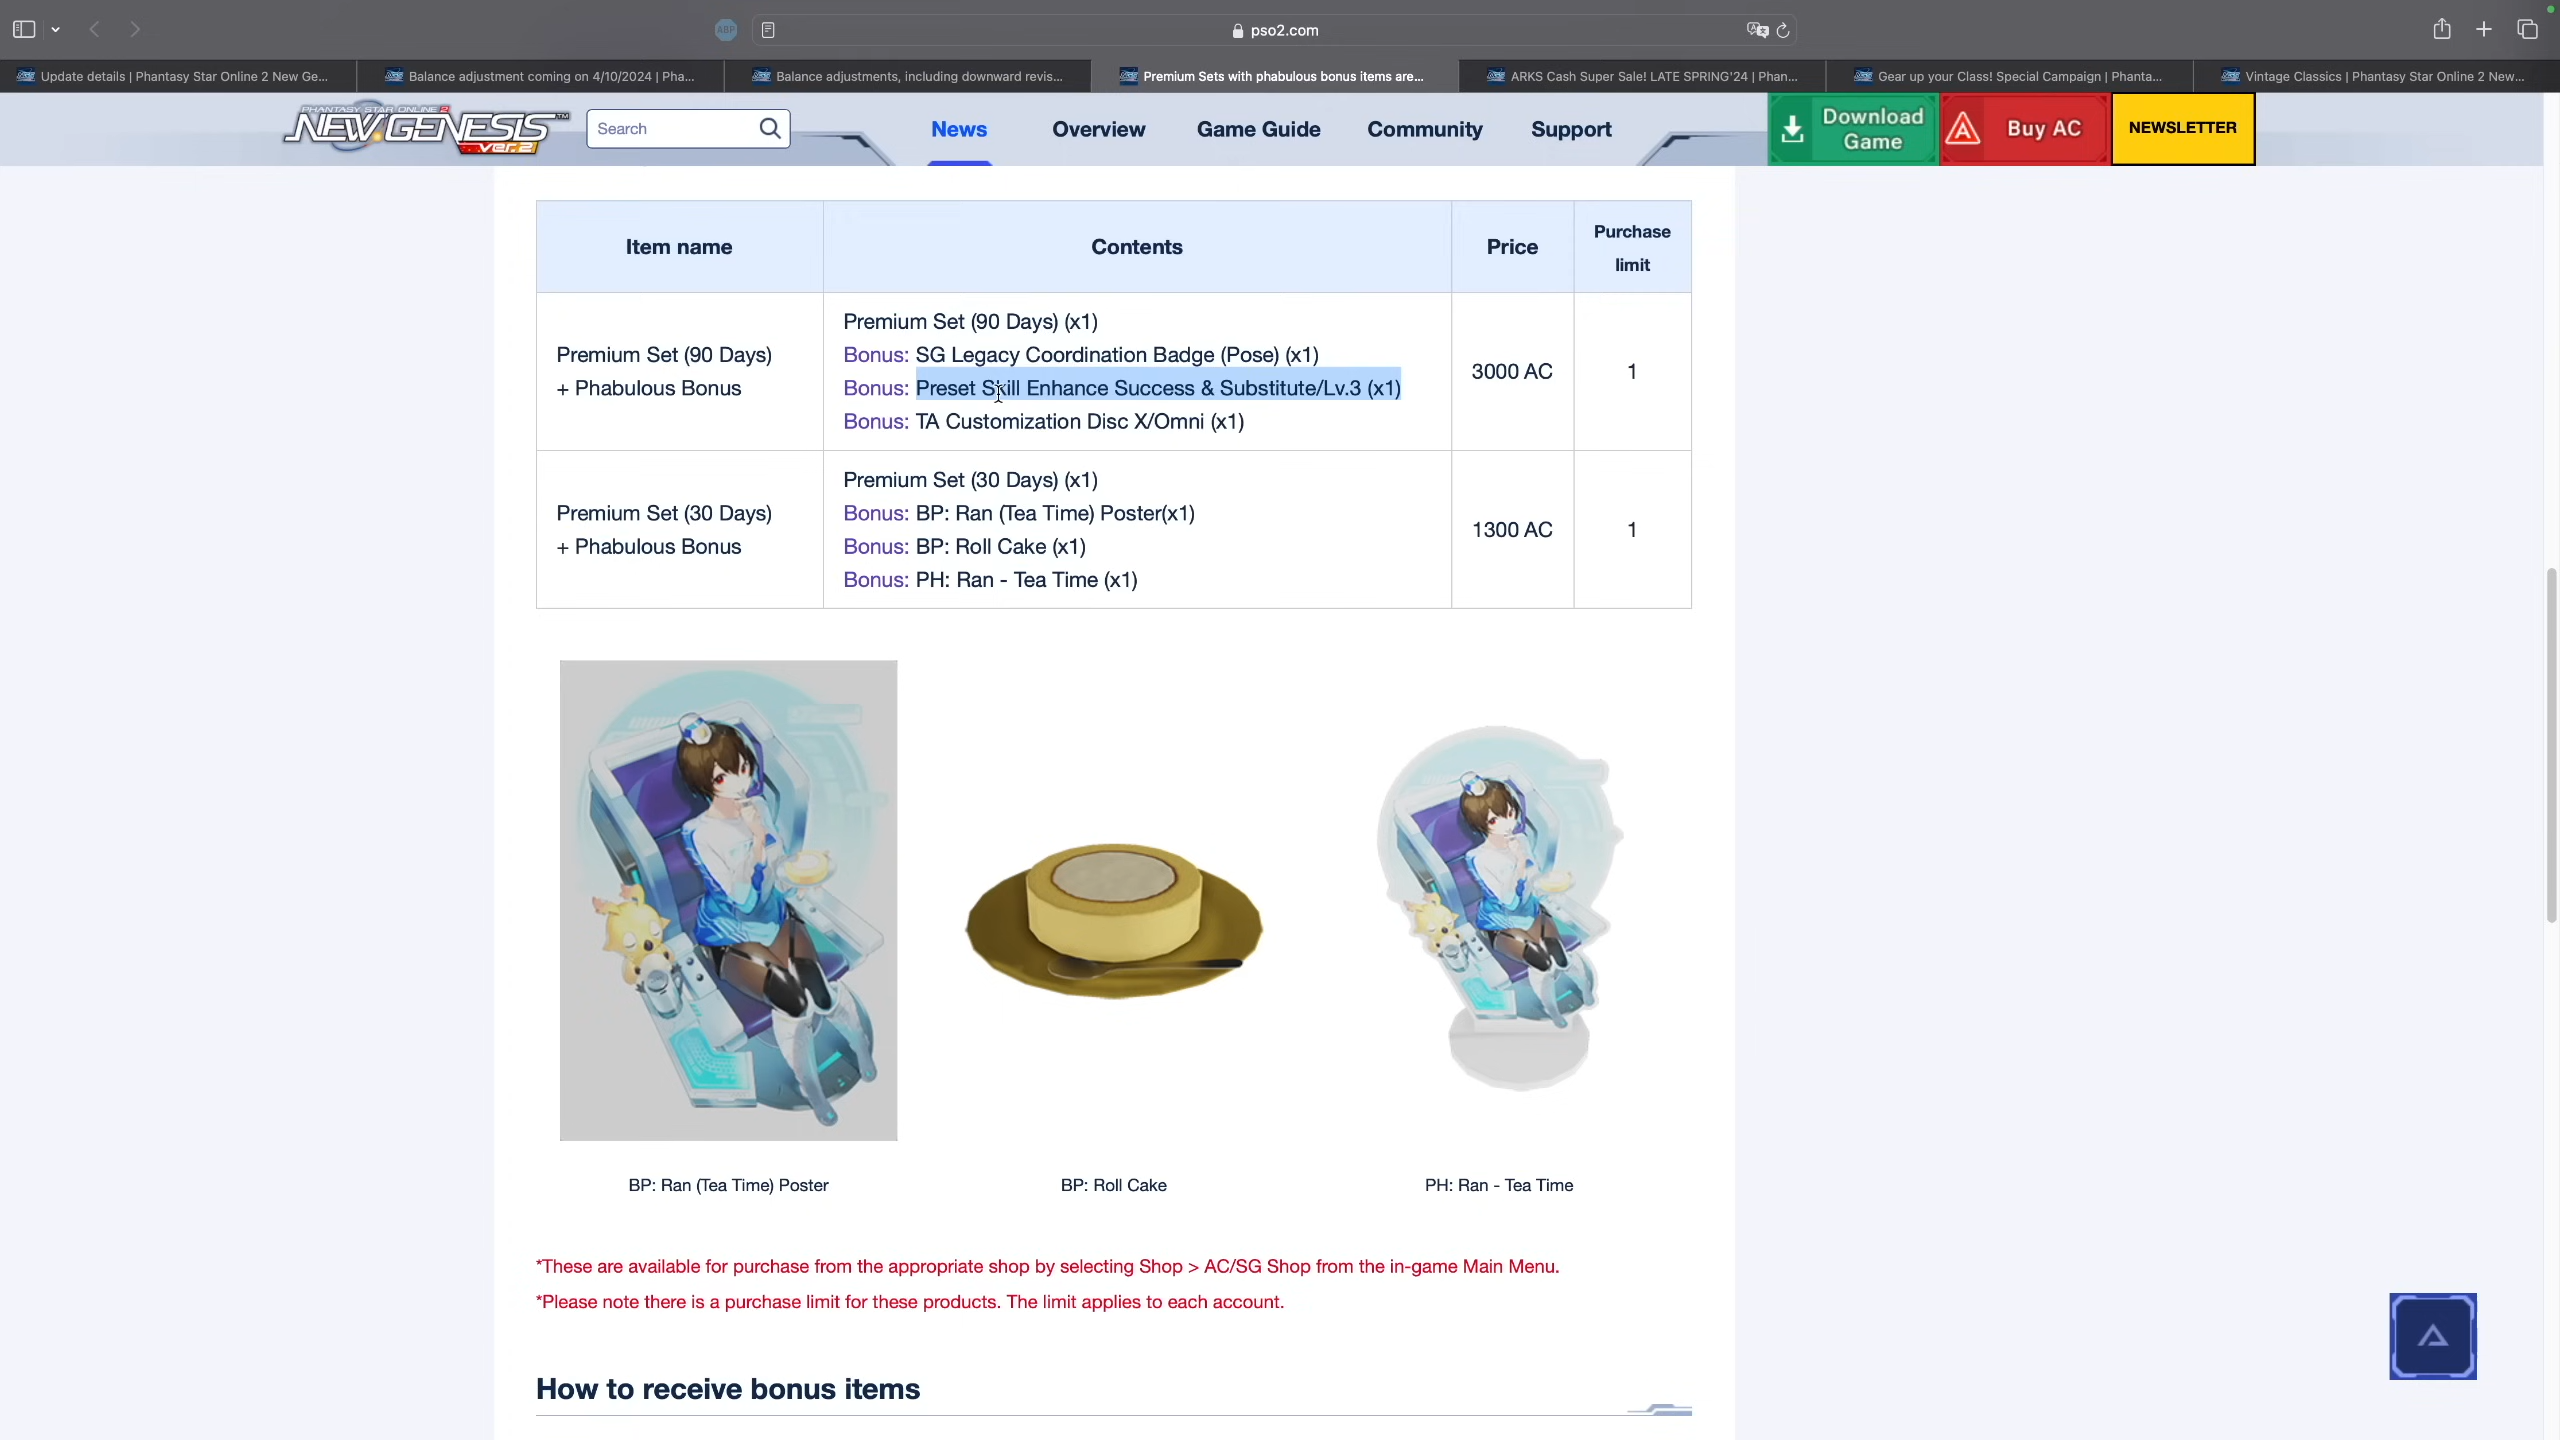 ABP
pso2.com
Update details | Phantasy Star Online 2 New Ge...
Balance adjustment coming on 4/10/2024 | Pha...
Balance adjustments, including downward revis...
Premium Sets with phabulous bonus items are...
ARKS Cash Super Sale! LATE SPRING'24 | Phan...
Gear up your Class! Special Campaign | Phanta...
Vintage Classics | Phantasy Star Online 2 New...
PHANTASY STAR ONLINE 2
NEW GENESIS TM
ver.2
Search
News
Overview
Game Guide
Community
Support
Download
Game
Buy AC
NEWSLETTER
Item name
Contents
Price
Purchase
limit
Premium Set (90 Days)
+ Phabulous Bonus
Premium Set (90 Days) (x1)
Bonus: SG Legacy Coordination Badge (Pose) (x1)
Bonus: Preset Skill Enhance Success & Substitute/Lv.3 (x1)
Bonus: TA Customization Disc X/Omni (x1)
3000 AC
1
Premium Set (30 Days)
+ Phabulous Bonus
Premium Set (30 Days) (x1)
Bonus: BP: Ran (Tea Time) Poster(x1)
Bonus: BP: Roll Cake (x1)
Bonus: PH: Ran - Tea Time (x1)
1300 AC
1
BP: Ran (Tea Time) Poster
BP: Roll Cake
PH: Ran - Tea Time
*These are available for purchase from the appropriate shop by selecting Shop > AC/SG Shop from the in-game Main Menu.
*Please note there is a purchase limit for these products. The limit applies to each account.
How to receive bonus items